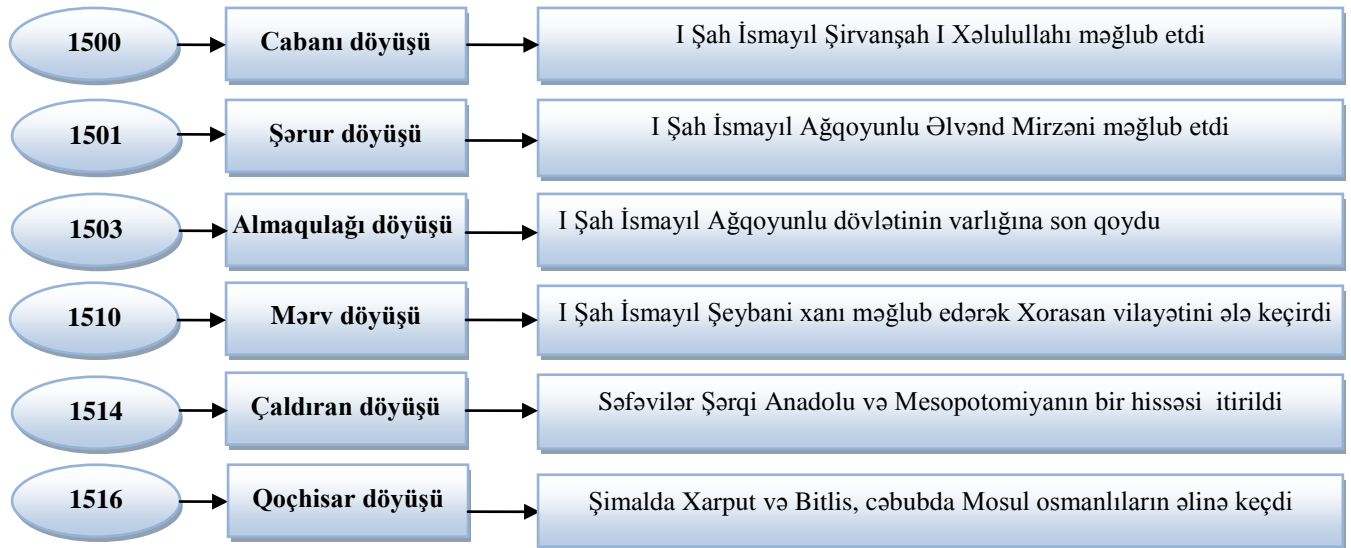 1500 Cabanı döyüşü I Şah İsmayıl Şirvanşah I Xəlulullahı məğlub etdi
1501 Şərur döyüşü I Şah İsmayıl Ağqoyunlu Əlvənd Mirzəni məğlub etdi
1503 Almaqulağı döyüşü I Şah İsmayıl Ağqoyunlu dövlətinin varlığına son qoydu
1510 Mərv döyüşü I Şah İsmayıl Şeybani xanı məğlub edərək Xorasan vilayətini ələ keçirdi
1514 Çaldıran döyüşü Səfəvilər Şərqi Anadolu və Mesopotomiyanın bir hissəsi itirildi
1516 Qoçhisar döyüşü Şimalda Xarput və Bitlis, cəbubda Mosul osmanlıların əlinə keçdi